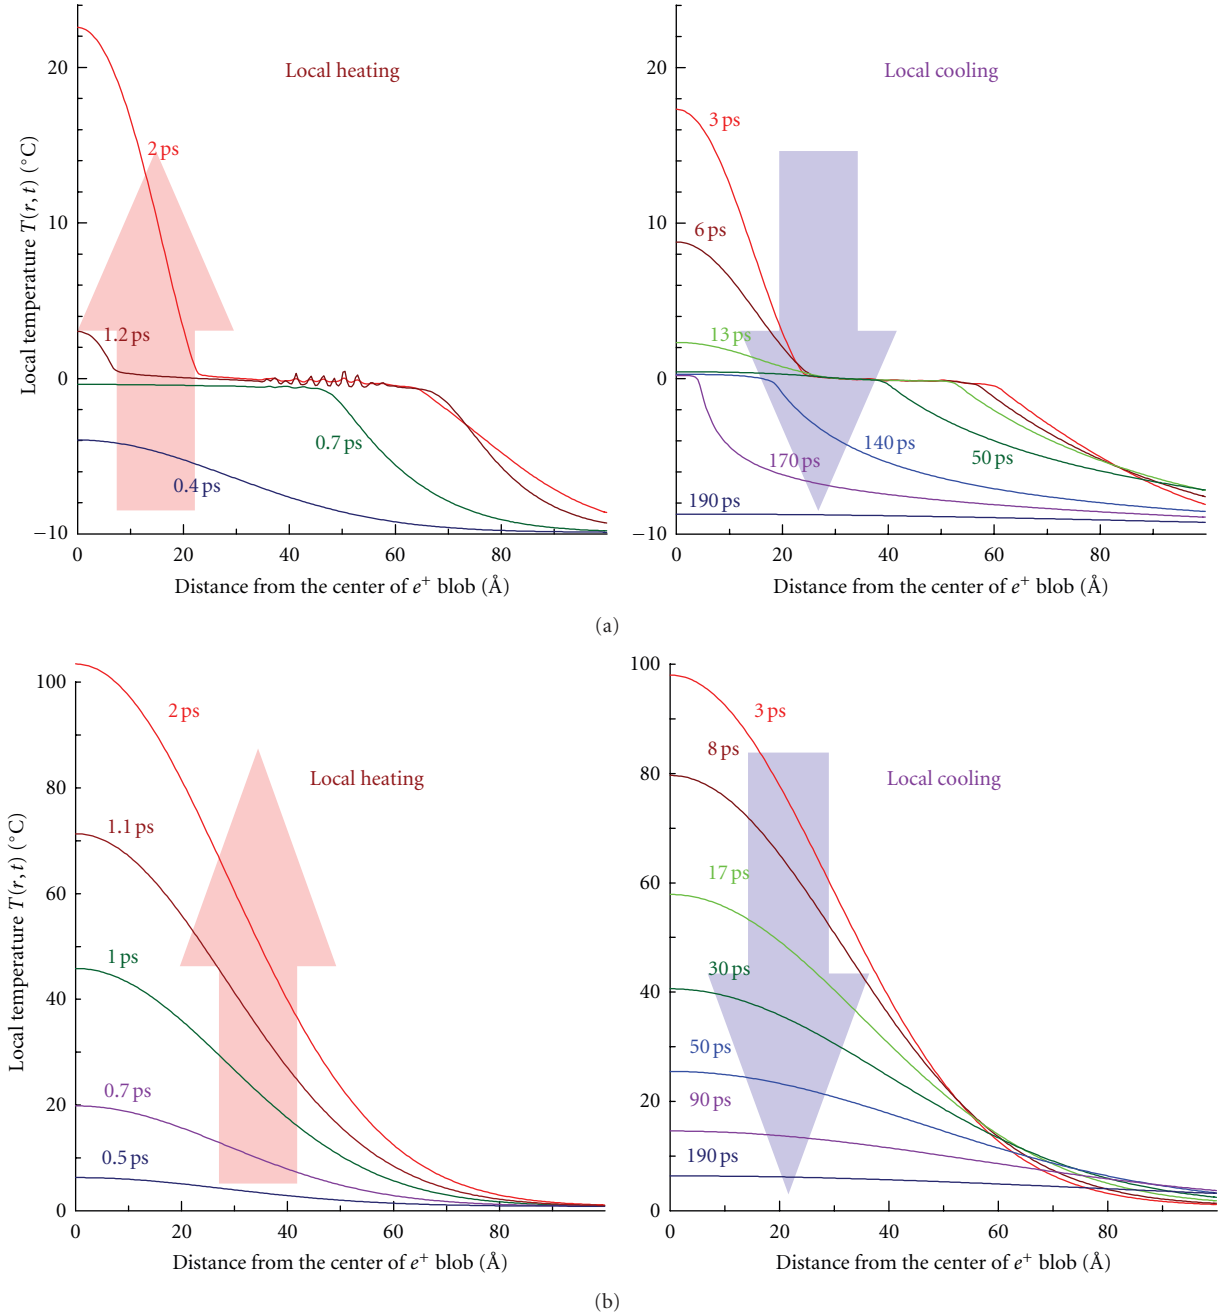 Local heating
Local temperature T(r, t) (°C)
20
10
0
−10
2 ps
1.2 ps
0.7 ps
0.4 ps
0 20 40 60 80
Distance from the center of e⁺ blob (Å)
Local cooling
20
10
0
−10
3 ps
6 ps
13 ps
140 ps
50 ps
170 ps
190 ps
0 20 40 60 80
Distance from the center of e⁺ blob (Å)
(a)
Local heating
Local temperature T(r, t) (°C)
100
80
60
40
20
0
2 ps
1.1 ps
1 ps
0.7 ps
0.5 ps
0 20 40 60 80
Distance from the center of e⁺ blob (Å)
Local cooling
100
80
60
40
20
0
3 ps
8 ps
17 ps
30 ps
50 ps
90 ps
190 ps
0 20 40 60 80
Distance from the center of e⁺ blob (Å)
(b)